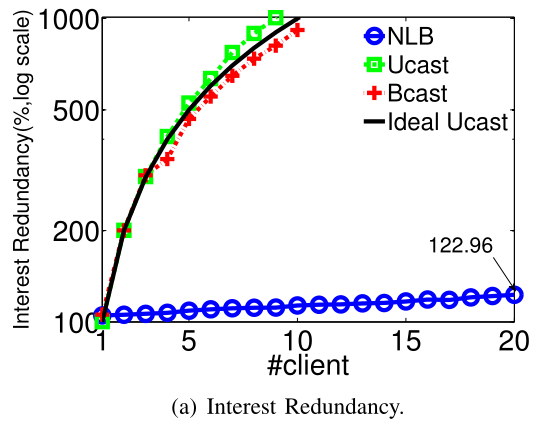 Interest Redundancy(%,log scale)
1000
500
200
100
NLB
Ucast
Bcast
Ideal Ucast
122.96
1
5
10
15
20
#client
(a) Interest Redundancy.